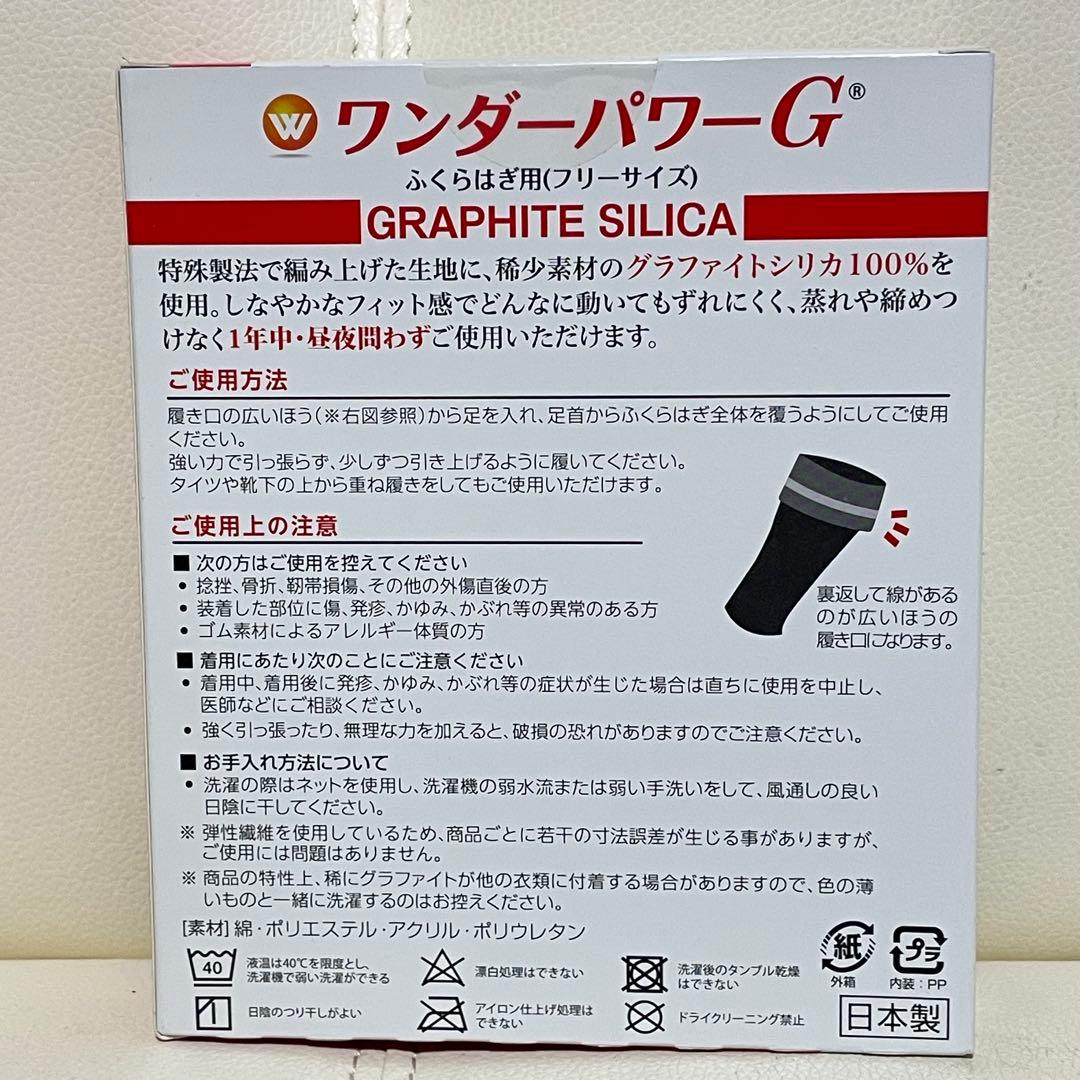 W ワンダーパワーG®
ふくらはぎ用(フリーサイズ)
GRAPHITE SILICA
特殊製法で編み上げた生地に、稀少素材のグラファイトシリカ100%を
使用。しなやかなフィット感でどんなに動いてもずれにくく、蒸れや締めつ
けなく1年中・昼夜問わずご使用いただけます。
ご使用方法
履き口の広いほう(※右図参照)から足を入れ、足首からふくらはぎ全体を覆うようにしてご使用
ください。
強い力で引っ張らず、少しずつ引き上げるように履いてください。
タイツや靴下の上から重ね履きをしてもご使用いただけます。
ご使用上の注意
■ 次の方はご使用を控えてください
・捻挫、骨折、靭帯損傷、その他の外傷直後の方
・装着した部位に傷、発疹、かゆみ、かぶれ等の異常のある方
・ゴム素材によるアレルギー体質の方
裏返して線がある
のが広いほうの
履き口になります。
■ 着用にあたり次のことにご注意ください
・着用中、着用後に発疹、かゆみ、かぶれ等の症状が生じた場合は直ちに使用を中止し、
医師などにご相談ください。
・強く引っ張ったり、無理な力を加えると、破損の恐れがありますのでご注意ください。
■ お手入れ方法について
・洗濯の際はネットを使用し、洗濯機の弱水流または弱い手洗いをして、風通しの良い
日陰に干してください。
※ 弾性繊維を使用しているため、商品ごとに若干の寸法誤差が生じる事がありますが、
ご使用には問題はありません。
※ 商品の特性上、稀にグラファイトが他の衣類に付着する場合がありますので、色の薄
いものと一緒に洗濯するのはお控えください。
[素材] 綿・ポリエステル・アクリル・ポリウレタン
40 液温は40℃を限度とし、
洗濯機で弱い洗濯ができる
漂白処理はできない
洗濯後のタンブル乾燥
はできない
日陰のつり干しがよい
アイロン仕上げ処理は
できない
ドライクリーニング禁止
紙
外箱
プラ
内装:PP
日本製